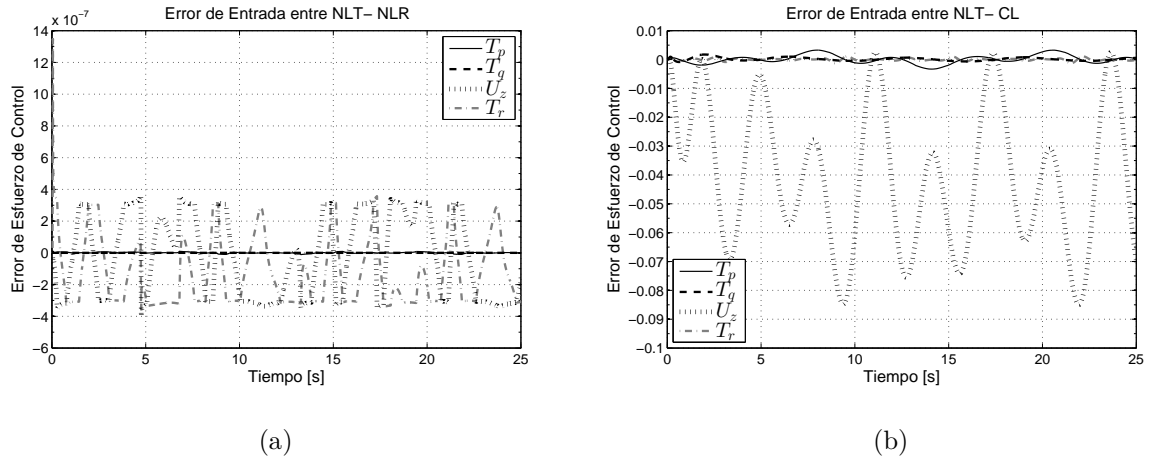 Error de Entrada entre NLT− NLR
x 10⁻⁷
14
12
10
8
6
4
2
0
−2
−4
−6
Error de Esfuerzo de Control
0 5 10 15 20 25
Tiempo [s]
T_p
T_g
U_z
T_r
(a)
Error de Entrada entre NLT− CL
0.01
0
−0.01
−0.02
−0.03
−0.04
−0.05
−0.06
−0.07
−0.08
−0.09
−0.1
Error de Esfuerzo de Control
0 5 10 15 20 25
Tiempo [s]
T_p
T_g
U_z
T_r
(b)